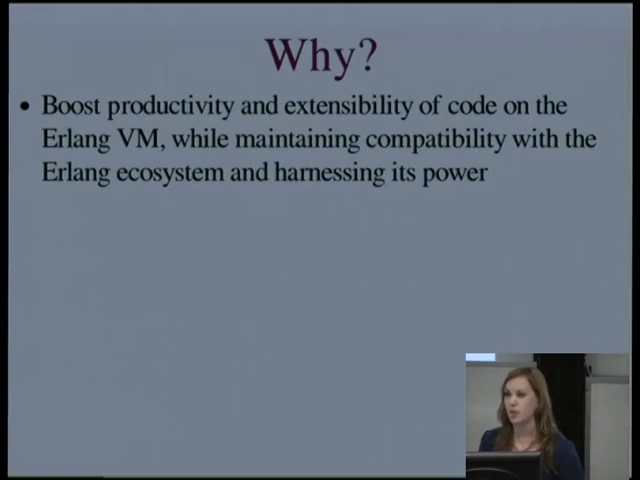 Why?
• Boost productivity and extensibility of code on the
Erlang VM, while maintaining compatibility with the
Erlang ecosystem and harnessing its power